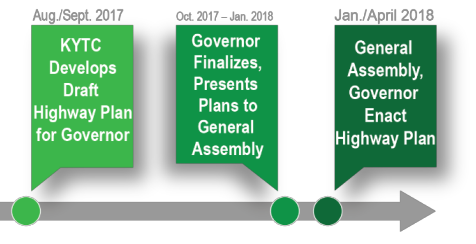 Aug./Sept. 2017
KYTC
Develops
Draft
Highway Plan
for Governor
Oct. 2017 – Jan. 2018
Governor
Finalizes,
Presents
Plans to
General
Assembly
Jan./April 2018
General
Assembly,
Governor
Enact
Highway Plan